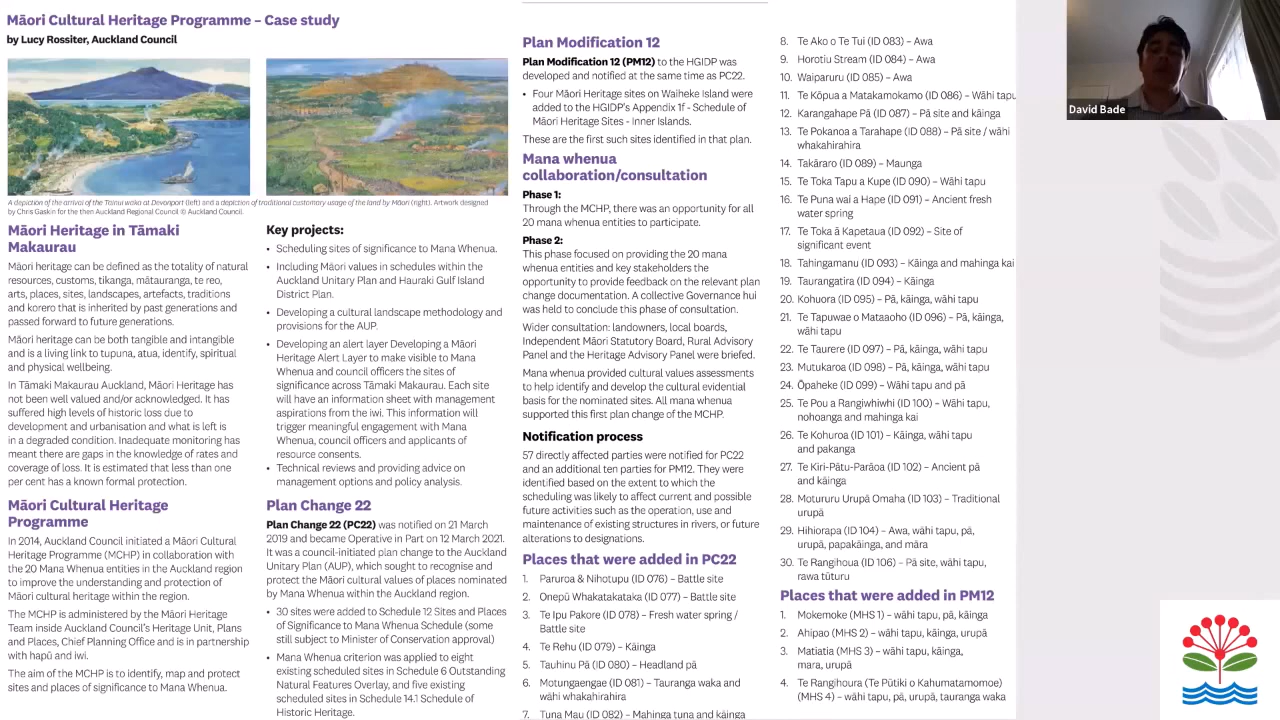 Māori Cultural Heritage Programme – Case study
by Lucy Rossiter, Auckland Council
A depiction of the arrival of the Tainui waka at Devonport (left) and a depiction of traditional customary usage of the land by Māori (right). Artwork designed
by Chris Gaskin for the then Auckland Regional Council © Auckland Council.
Māori Heritage in Tāmaki
Makaurau
Māori heritage can be defined as the totality of natural
resources, customs, tikanga, mātauranga, te reo,
arts, places, sites, landscapes, artefacts, traditions
and korero that is inherited by past generations and
passed forward to future generations.
Māori heritage can be both tangible and intangible
and is a living link to tupuna, atua, identify, spiritual
and physical wellbeing.
In Tāmaki Makaurau Auckland, Māori Heritage has
not been well valued and/or acknowledged. It has
suffered high levels of historic loss due to
development and urbanisation and what is left is
in a degraded condition. Inadequate monitoring has
meant there are gaps in the knowledge of rates and
coverage of loss. It is estimated that less than one
per cent has a known formal protection.
Māori Cultural Heritage
Programme
In 2014, Auckland Council initiated a Māori Cultural
Heritage Programme (MCHP) in collaboration with
the 20 Mana Whenua entities in the Auckland region
to improve the understanding and protection of
Māori cultural heritage within the region.
The MCHP is administered by the Māori Heritage
Team inside Auckland Council's Heritage Unit, Plans
and Places, Chief Planning Office and is in partnership
with hapū and iwi.
The aim of the MCHP is to identify, map and protect
sites and places of significance to Mana Whenua.
Key projects:
• Scheduling sites of significance to Mana Whenua.
• Including Māori values in schedules within the
Auckland Unitary Plan and Hauraki Gulf Island
District Plan.
• Developing a cultural landscape methodology and
provisions for the AUP.
• Developing an alert layer Developing a Māori
Heritage Alert Layer to make visible to Mana
Whenua and council officers the sites of
significance across Tāmaki Makaurau. Each site
will have an information sheet with management
aspirations from the iwi. This information will
trigger meaningful engagement with Mana
Whenua, council officers and applicants of
resource consents.
• Technical reviews and providing advice on
management options and policy analysis.
Plan Change 22
Plan Change 22 (PC22) was notified on 21 March
2019 and became Operative in Part on 12 March 2021.
It was a council-initiated plan change to the Auckland
Unitary Plan (AUP), which sought to recognise and
protect the Māori cultural values of places nominated
by Mana Whenua within the Auckland region.
• 30 sites were added to Schedule 12 Sites and Places
of Significance to Mana Whenua Schedule (some
still subject to Minister of Conservation approval)
• Mana Whenua criterion was applied to eight
existing scheduled sites in Schedule 6 Outstanding
Natural Features Overlay, and five existing
scheduled sites in Schedule 14.1 Schedule of
Historic Heritage.
Plan Modification 12
Plan Modification 12 (PM12) to the HGIDP was
developed and notified at the same time as PC22.
• Four Māori Heritage sites on Waiheke Island were
added to the HGIDP's Appendix 1f - Schedule of
Māori Heritage Sites - Inner Islands.
These are the first such sites identified in that plan.
Mana whenua
collaboration/consultation
Phase 1:
Through the MCHP, there was an opportunity for all
20 mana whenua entities to participate.
Phase 2:
This phase focused on providing the 20 mana
whenua entities and key stakeholders the
opportunity to provide feedback on the relevant plan
change documentation. A collective Governance hui
was held to conclude this phase of consultation.
Wider consultation: landowners, local boards,
Independent Māori Statutory Board, Rural Advisory
Panel and the Heritage Advisory Panel were briefed.
Mana whenua provided cultural values assessments
to help identify and develop the cultural evidential
basis for the nominated sites. All mana whenua
supported this first plan change of the MCHP.
Notification process
57 directly affected parties were notified for PC22
and an additional ten parties for PM12. They were
identified based on the extent to which the
scheduling was likely to affect current and possible
future activities such as the operation, use and
maintenance of existing structures in rivers, or future
alterations to designations.
Places that were added in PC22
1. Paruroa & Nihotupu (ID 076) – Battle site
2. Onepū Whakatakataka (ID 077) – Battle site
3. Te Ipu Pakore (ID 078) – Fresh water spring /
Battle site
4. Te Rehu (ID 079) – Kāinga
5. Tauhinu Pā (ID 080) – Headland pā
6. Motungaengae (ID 081) – Tauranga waka and
wāhi whakahirahira
7. Tuna Mau (ID 082) – Mahinga tuna and kāinga
8. Te Ako o Te Tui (ID 083) – Awa
9. Horotiu Stream (ID 084) – Awa
10. Waiparuru (ID 085) – Awa
11. Te Kōpua a Matakamokamo (ID 086) – Wāhi tapu
12. Karangahape Pā (ID 087) – Pā site and kāinga
13. Te Pokanoa a Tarahape (ID 088) – Pā site / wāhi
whakahirahira
14. Takāraro (ID 089) – Maunga
15. Te Toka Tapu a Kupe (ID 090) – Wāhi tapu
16. Te Puna wai a Hape (ID 091) – Ancient fresh
water spring
17. Te Toka ā Kapetaua (ID 092) – Site of
significant event
18. Tahingamanu (ID 093) – Kāinga and mahinga kai
19. Taurangatira (ID 094) – Kāinga
20. Kohuora (ID 095) – Pā, kāinga, wāhi tapu
21. Te Tapuwae o Mataaoho (ID 096) – Pā, kāinga,
wāhi tapu
22. Te Taurere (ID 097) – Pā, kāinga, wāhi tapu
23. Mutukaroa (ID 098) – Pā, kāinga, wāhi tapu
24. Ōpaheke (ID 099) – Wāhi tapu and pā
25. Te Pou a Rangiwhiwhi (ID 100) – Wāhi tapu,
nohoanga and mahinga kai
26. Te Kohuroa (ID 101) – Kāinga, wāhi tapu
and pakanga
27. Te Kiri-Pātu-Parāoa (ID 102) – Ancient pā
and kāinga
28. Motururu Urupā Omaha (ID 103) – Traditional
urupā
29. Hihiorapa (ID 104) – Awa, wāhi tapu, pā,
urupā, papakāinga, and māra
30. Te Rangihoua (ID 106) – Pā site, wāhi tapu,
rawa tūturu
Places that were added in PM12
1. Mokemoke (MHS 1) – wāhi tapu, pā, kāinga
2. Ahipao (MHS 2) – wāhi tapu, kāinga, urupā
3. Matiatia (MHS 3) – wāhi tapu, kāinga,
mara, urupā
4. Te Rangihoura (Te Pūtiki o Kahumatamomoe)
(MHS 4) – wāhi tapu, pā, urupā, tauranga waka
David Bade